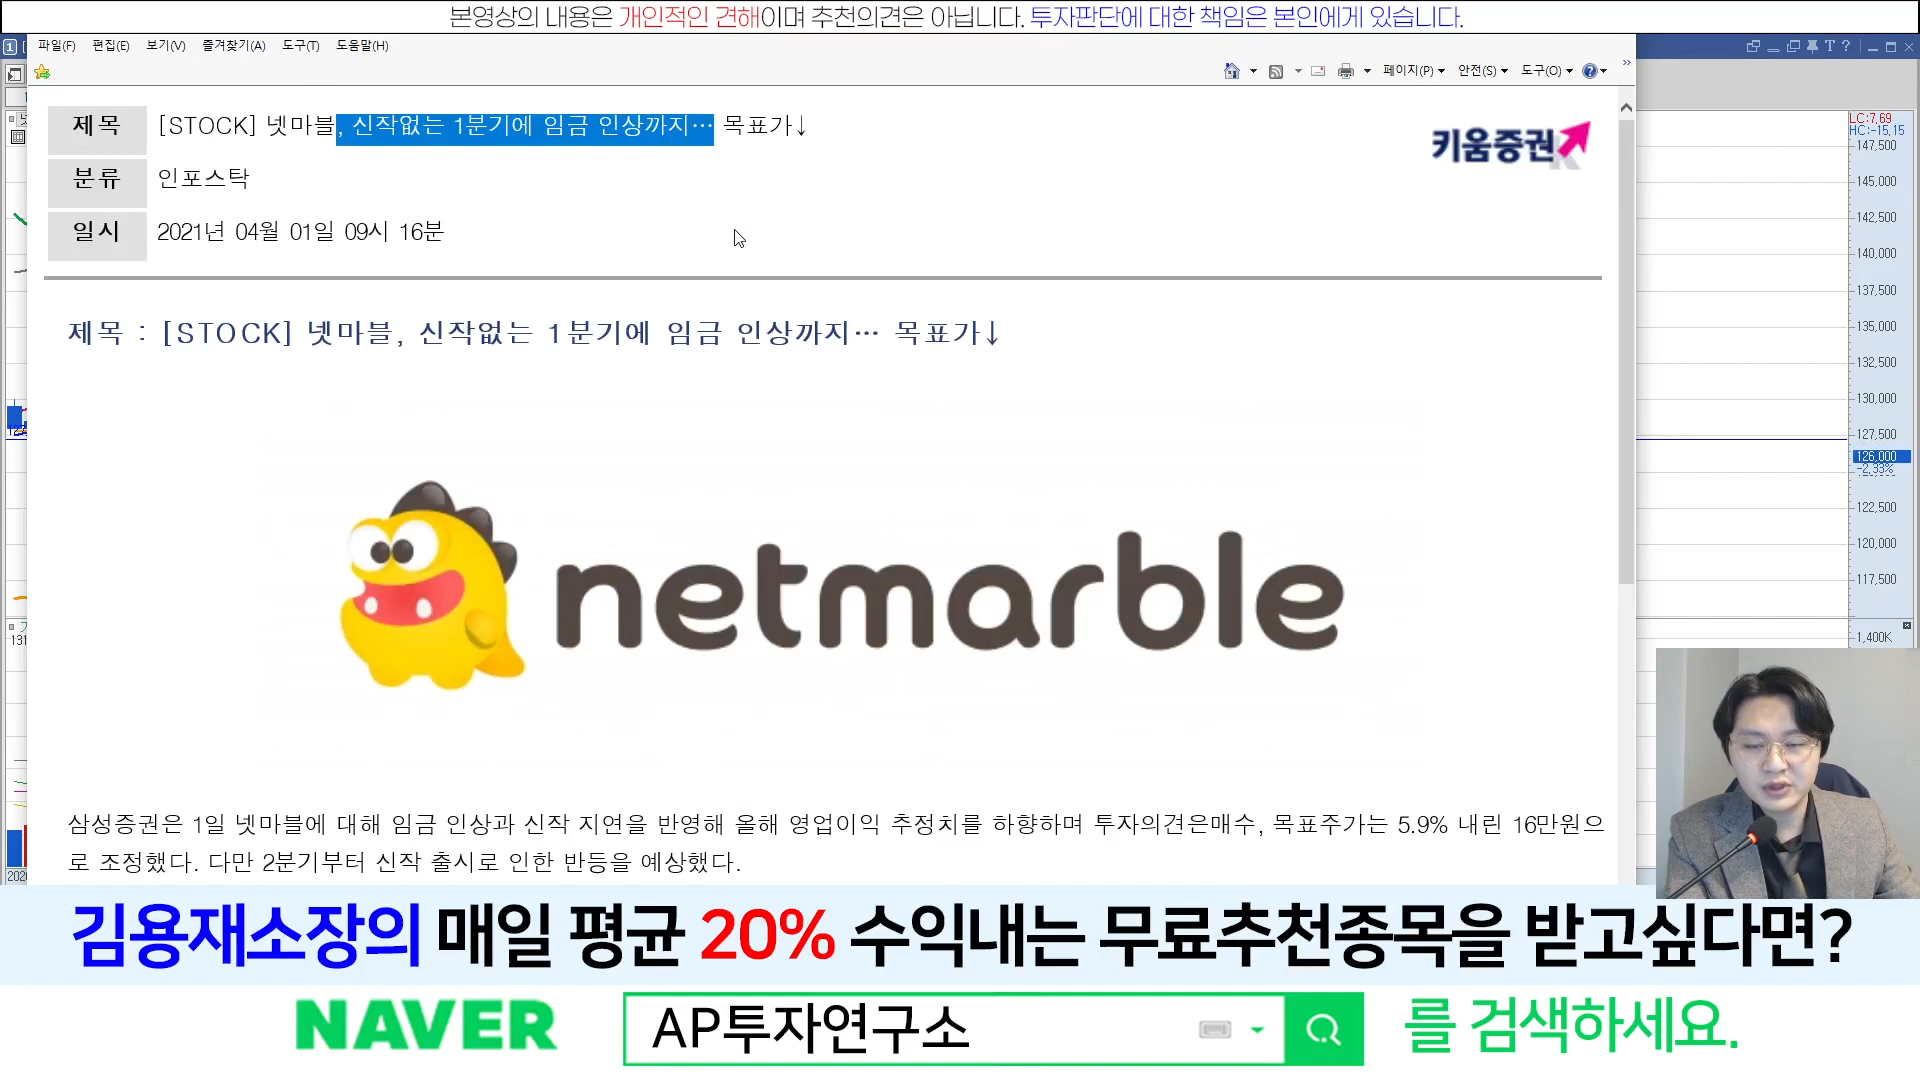 본영상의 내용은 개인적인 견해이며 추천의견은 아닙니다. 투자판단에 대한 책임은 본인에게 있습니다.
파일(F) 편집(E) 보기(V) 즐겨찾기(A) 도구(T) 도움말(H)
페이지(P) 안전(S) 도구(O)
제목 [STOCK] 넷마블, 신작없는 1분기에 임금 인상까지… 목표가↓
키움증권
분류 인포스탁
일시 2021년 04월 01일 09시 16분
제목 : [STOCK] 넷마블, 신작없는 1분기에 임금 인상까지… 목표가↓
netmarble
삼성증권은 1일 넷마블에 대해 임금 인상과 신작 지연을 반영해 올해 영업이익 추정치를 하향하며 투자의견은매수, 목표주가는 5.9% 내린 16만원으
로 조정했다. 다만 2분기부터 신작 출시로 인한 반등을 예상했다.
LC:7,69
HC:-15,15
147,500
145,000
142,500
140,000
137,500
135,000
132,500
130,000
127,500
126,000
-2,33%
122,500
120,000
117,500
1,400K
김용재소장의 매일 평균 20% 수익내는 무료추천종목을 받고싶다면?
NAVER AP투자연구소 를 검색하세요.